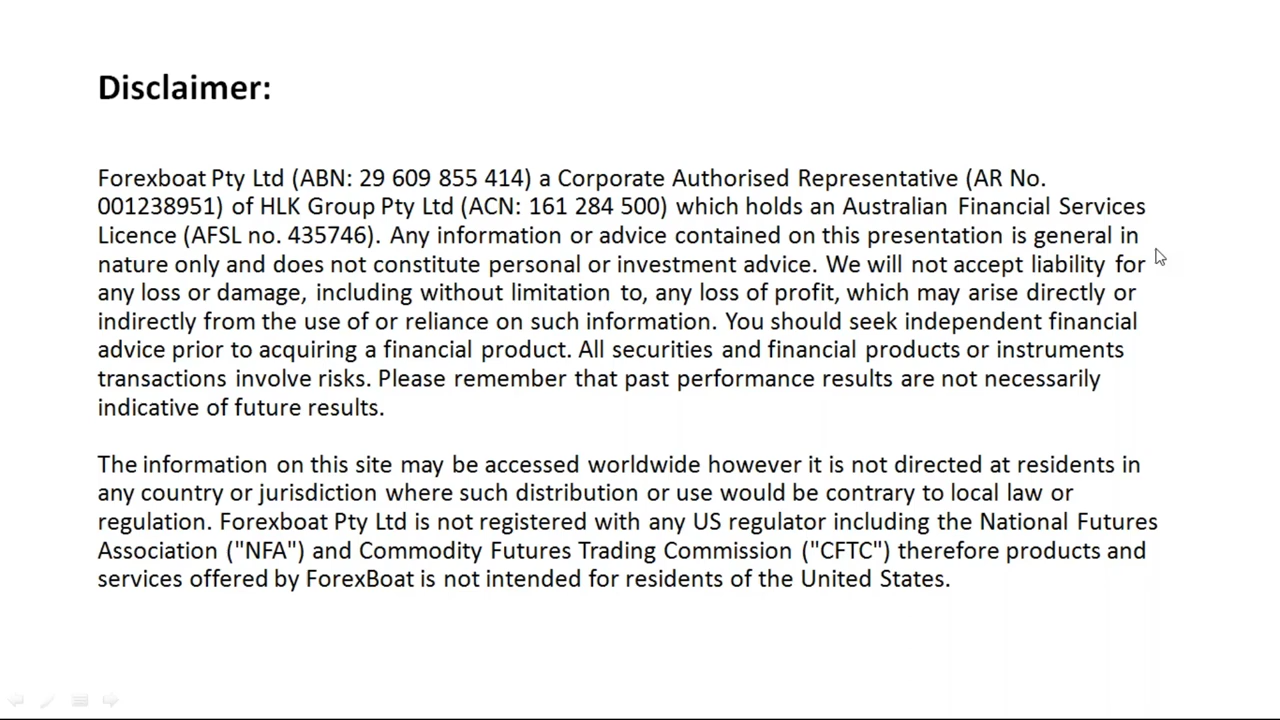 Disclaimer:
Forexboat Pty Ltd (ABN: 29 609 855 414) a Corporate Authorised Representative (AR No.
001238951) of HLK Group Pty Ltd (ACN: 161 284 500) which holds an Australian Financial Services
Licence (AFSL no. 435746). Any information or advice contained on this presentation is general in
nature only and does not constitute personal or investment advice. We will not accept liability for
any loss or damage, including without limitation to, any loss of profit, which may arise directly or
indirectly from the use of or reliance on such information. You should seek independent financial
advice prior to acquiring a financial product. All securities and financial products or instruments
transactions involve risks. Please remember that past performance results are not necessarily
indicative of future results.
The information on this site may be accessed worldwide however it is not directed at residents in
any country or jurisdiction where such distribution or use would be contrary to local law or
regulation. Forexboat Pty Ltd is not registered with any US regulator including the National Futures
Association ("NFA") and Commodity Futures Trading Commission ("CFTC") therefore products and
services offered by ForexBoat is not intended for residents of the United States.